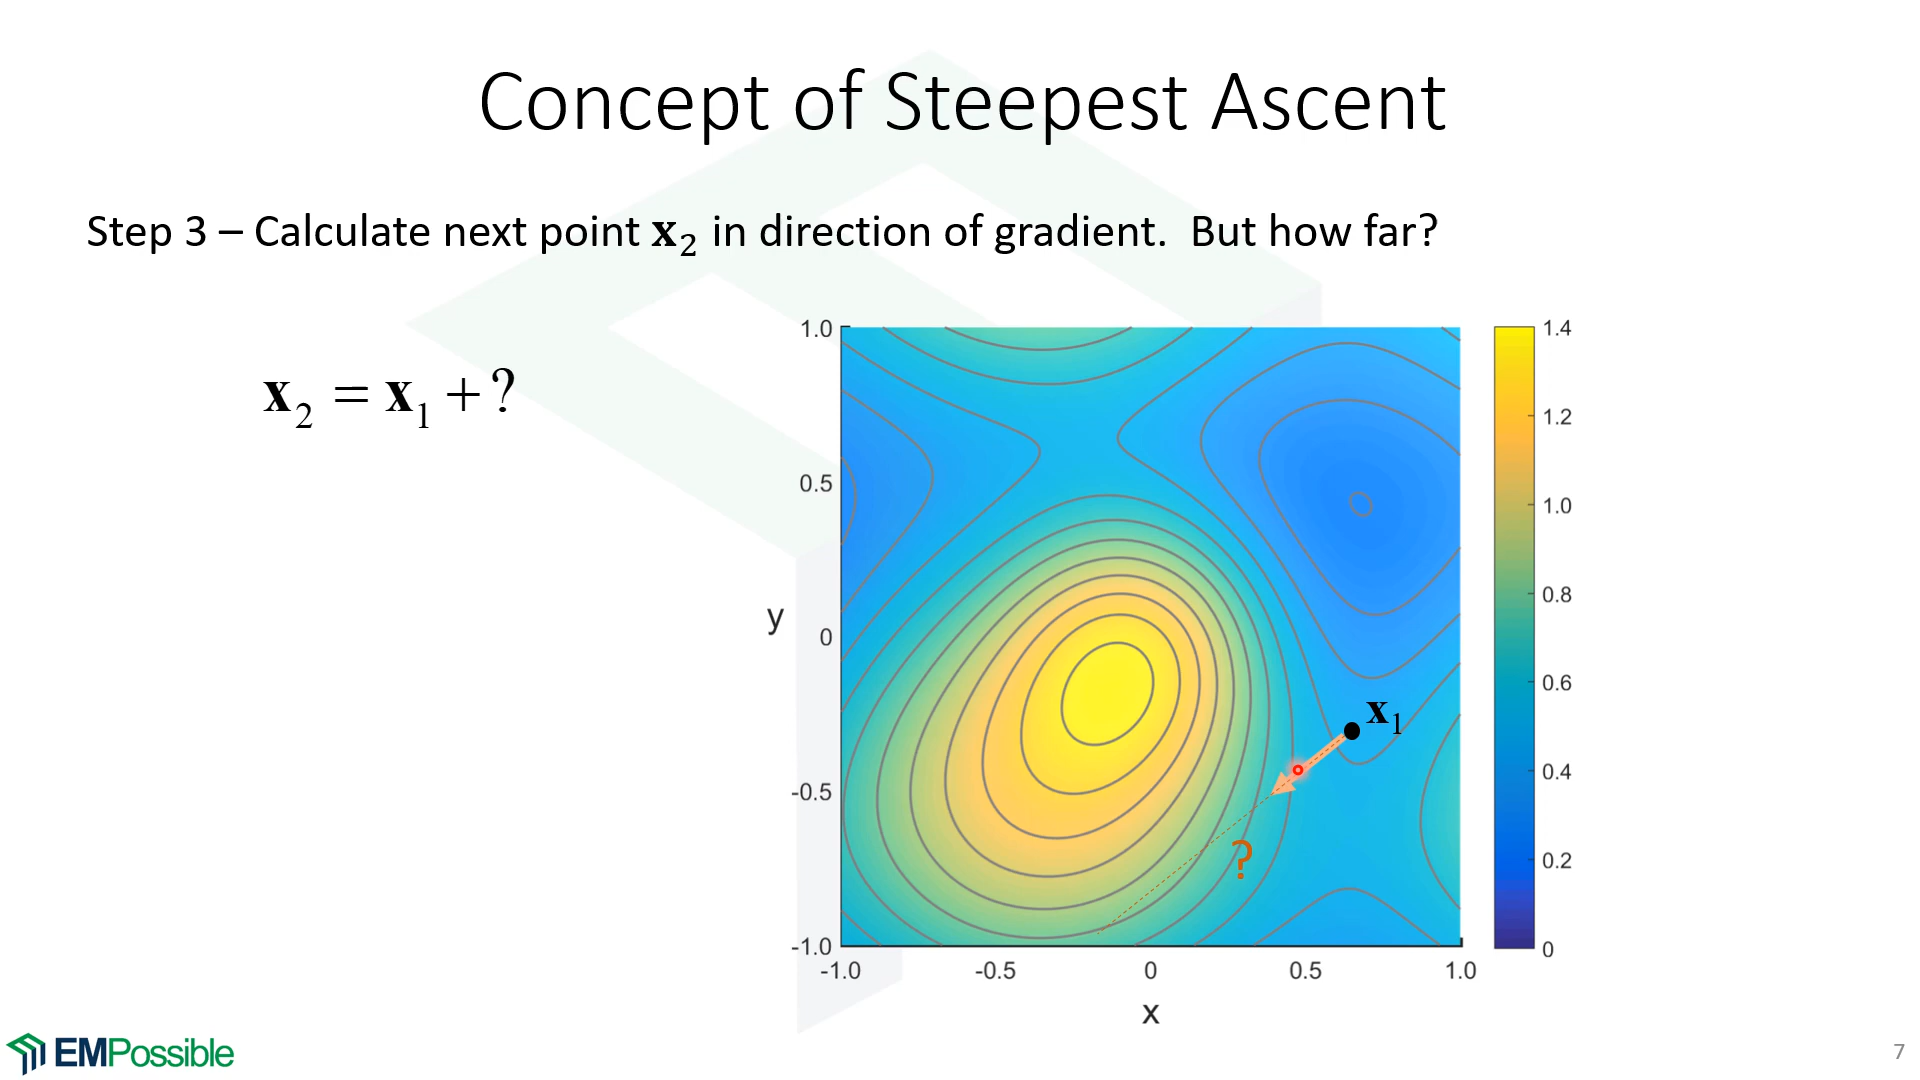 Concept of Steepest Ascent
Step 3 – Calculate next point x₂ in direction of gradient. But how far?
x₂ = x₁ + ?
1.0
0.5
0
-0.5
-1.0
y
-1.0 -0.5 0 0.5 1.0
x
x₁
?
1.4
1.2
1.0
0.8
0.6
0.4
0.2
0
EMPossible
7